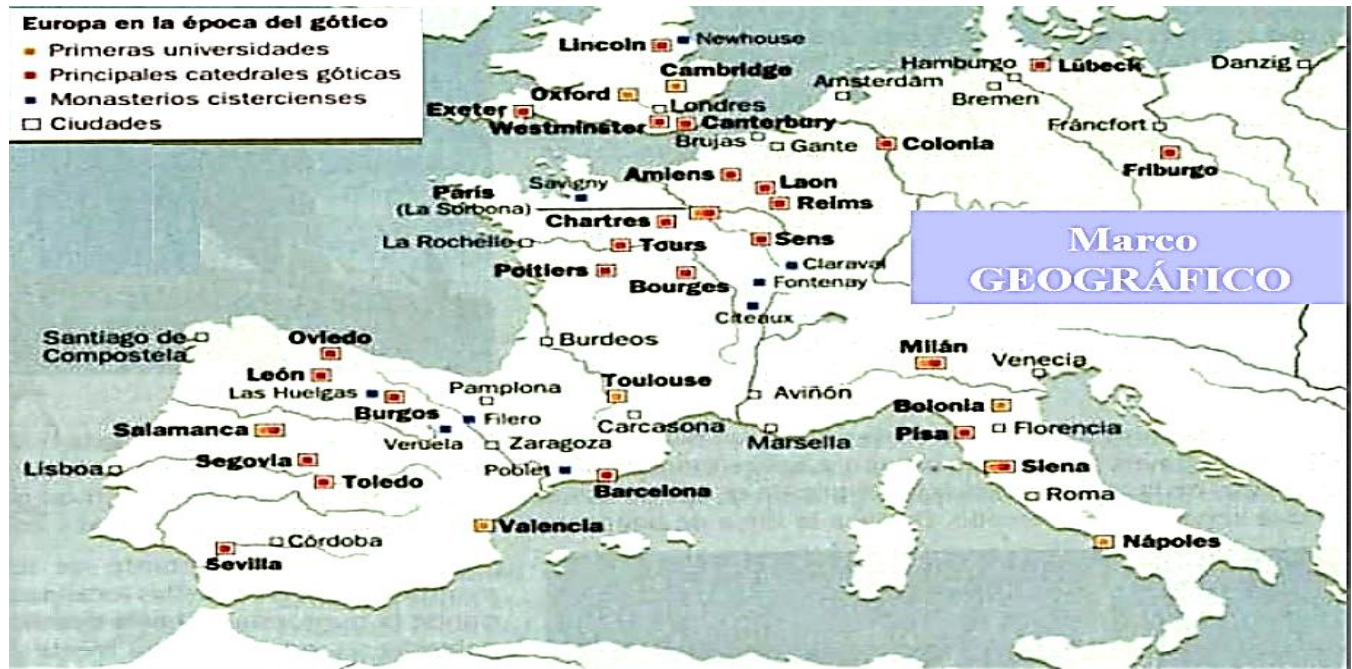 Europa en la época del gótico
Primeras universidades
Principales catedrales góticas
Monasterios cistercienses
Ciudades
Lincoln
Newhouse
Cambridge
Oxford
Londres
Exeter
Westminster
Canterbury
Brujas
Gante
Amsterdám
Hamburgo
Bremen
Lübeck
Danzig
Fráncfort
Friburgo
Colonia
Amiens
Laon
Reims
París
(La Sorbona)
Savigny
Chartres
La Rochelle
Tours
Sens
Poitiers
Bourges
Claraval
Fontenay
Citeaux
Marco
GEOGRÁFICO
Santiago de
Compostela
Oviedo
León
Las Huelgas
Burgos
Pamplona
Burdeos
Toulouse
Carcasona
Aviñón
Marsella
Milán
Venecia
Bolonia
Pisa
Florencia
Siena
Roma
Nápoles
Salamanca
Filero
Veruela
Zaragoza
Segovia
Poblet
Lisboa
Toledo
Barcelona
Valencia
Córdoba
Sevilla